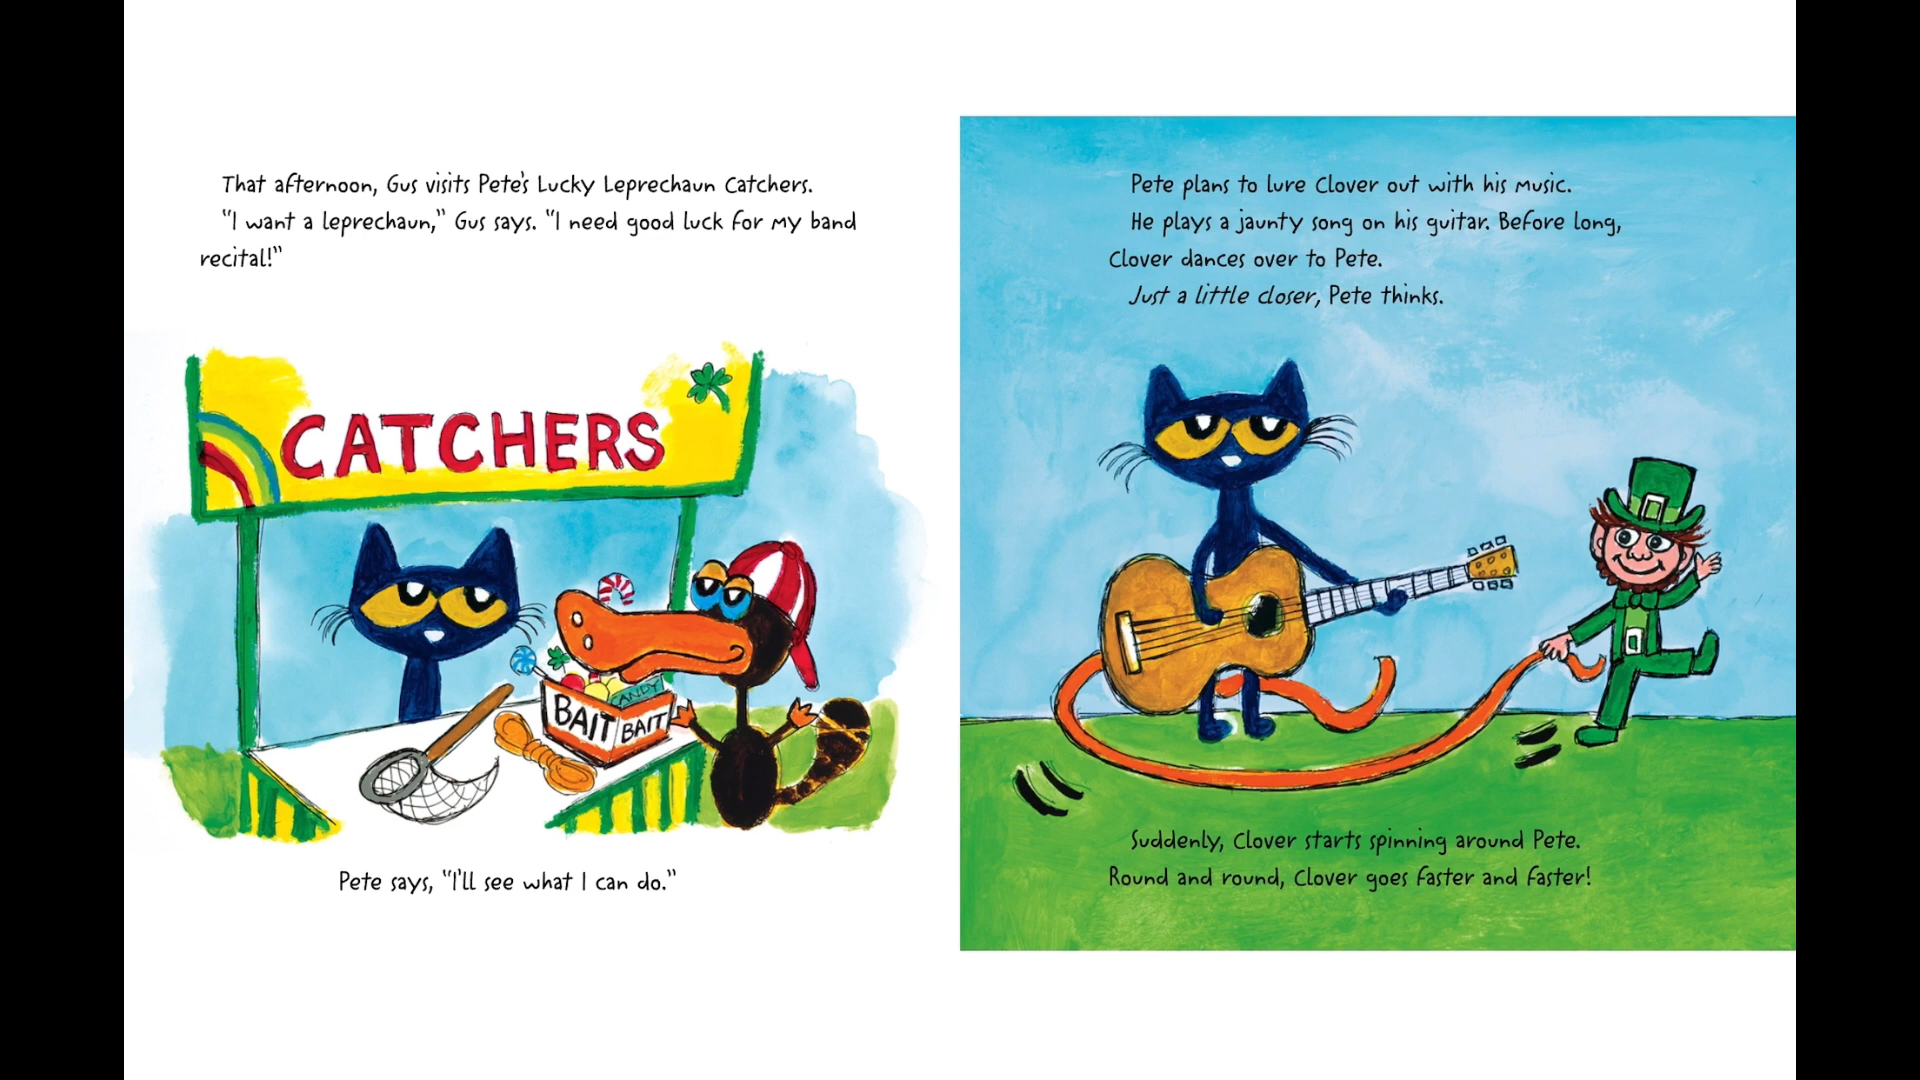 That afternoon, Gus visits Pete's Lucky Leprechaun Catchers.
"I want a leprechaun," Gus says. "I need good luck for my band
recital!"
CATCHERS
CANDY
BAIT BAIT
Pete says, "I'll see what I can do."
Pete plans to lure Clover out with his music.
He plays a jaunty song on his guitar. Before long,
Clover dances over to Pete.
Just a little closer, Pete thinks.
Suddenly, Clover starts spinning around Pete.
Round and round, Clover goes faster and faster!